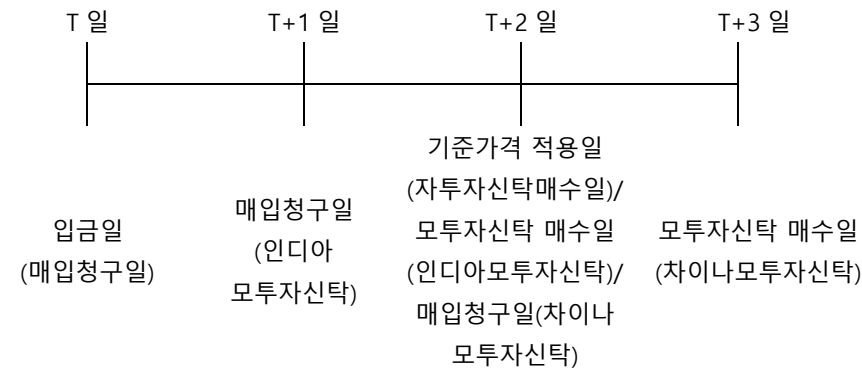 T 일
T+1 일
T+2 일
T+3 일
입금일
(매입청구일)
매입청구일
(인디아
모투자신탁)
기준가격 적용일
(자투자신탁매수일)/
모투자신탁 매수일
(인디아모투자신탁)/
매입청구일(차이나
모투자신탁)
모투자신탁 매수일
(차이나모투자신탁)